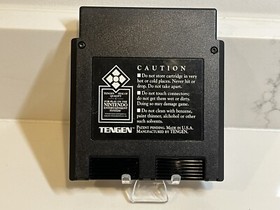 CAUTION
■ Do not store cartridge in very
hot or cold places. Never hit or
drop. Do not take apart.
■ Do not touch connectors;
do not get them wet or dirty.
Doing so may damage game.
■ Do not clean with benzene,
paint thinner, alcohol or other
such solvents.
PATENT PENDING. MADE IN U.S.A.
MANUFACTURED BY TENGEN.
NINTENDO
TENGEN